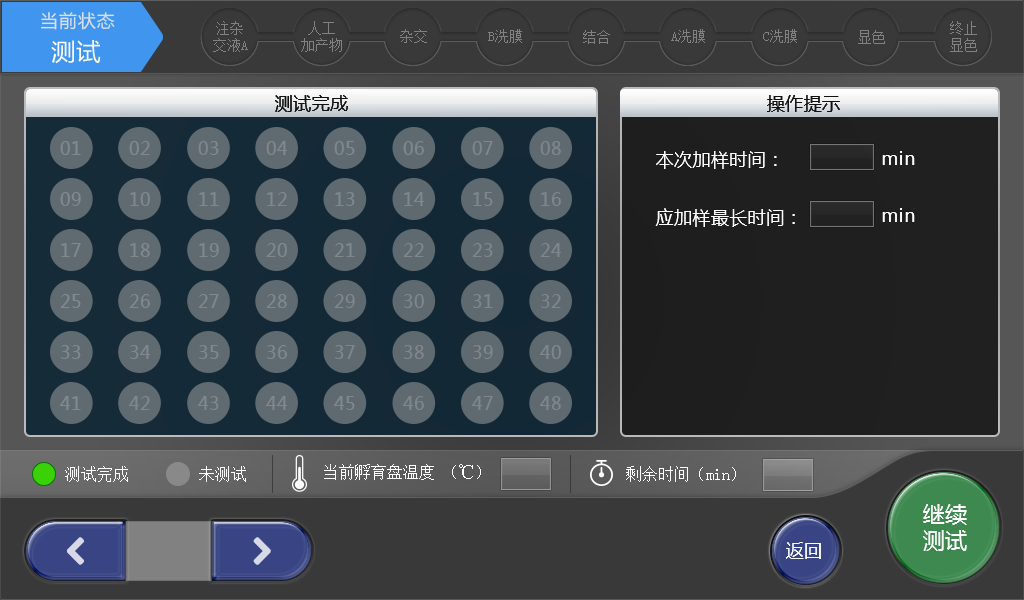 当前状态
测试
注杂
交液A
人工
加产物
杂交
B洗膜
结合
A洗膜
C洗膜
显色
终止
显色
测试完成
01 02 03 04 05 06 07 08
09 10 11 12 13 14 15 16
17 18 19 20 21 22 23 24
25 26 27 28 29 30 31 32
33 34 35 36 37 38 39 40
41 42 43 44 45 46 47 48
操作提示
本次加样时间： min
应加样最长时间： min
测试完成
未测试
当前孵育盘温度 （℃）
剩余时间（min）
返回
继续
测试